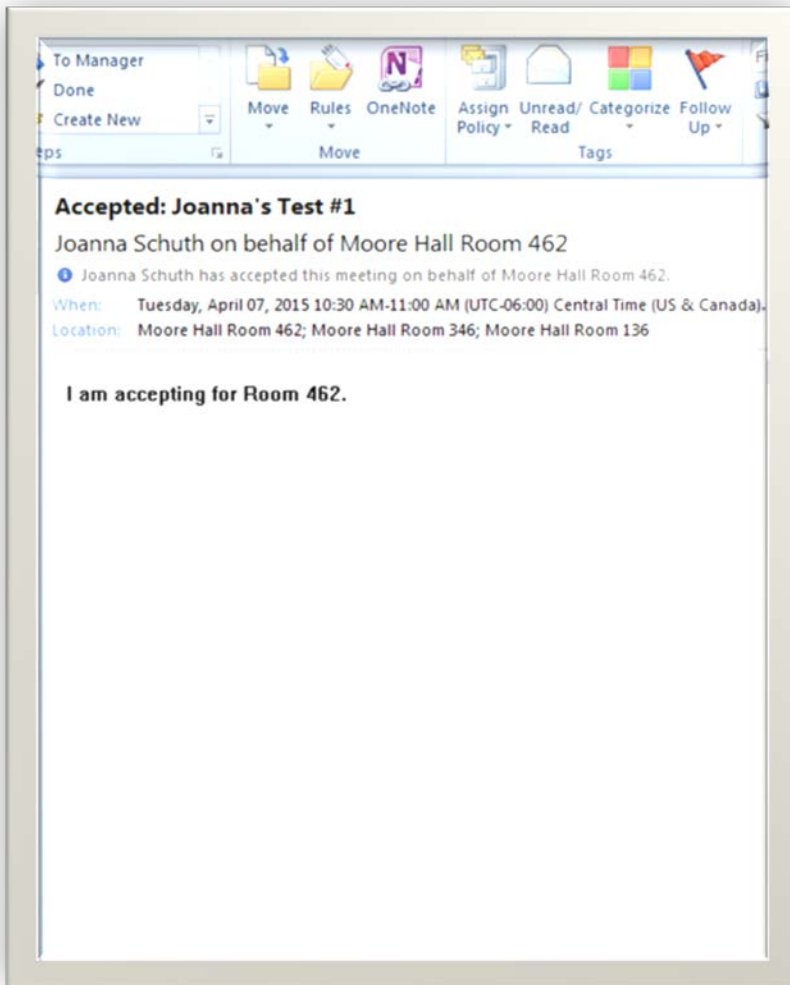 To Manager
Done
Create New
Move
Rules
OneNote
Assign Policy
Unread/ Read
Categorize
Follow Up
eps
Move
Tags
Accepted: Joanna's Test #1
Joanna Schuth on behalf of Moore Hall Room 462
Joanna Schuth has accepted this meeting on behalf of Moore Hall Room 462.
When: Tuesday, April 07, 2015 10:30 AM-11:00 AM (UTC-06:00) Central Time (US & Canada).
Location: Moore Hall Room 462; Moore Hall Room 346; Moore Hall Room 136
I am accepting for Room 462.